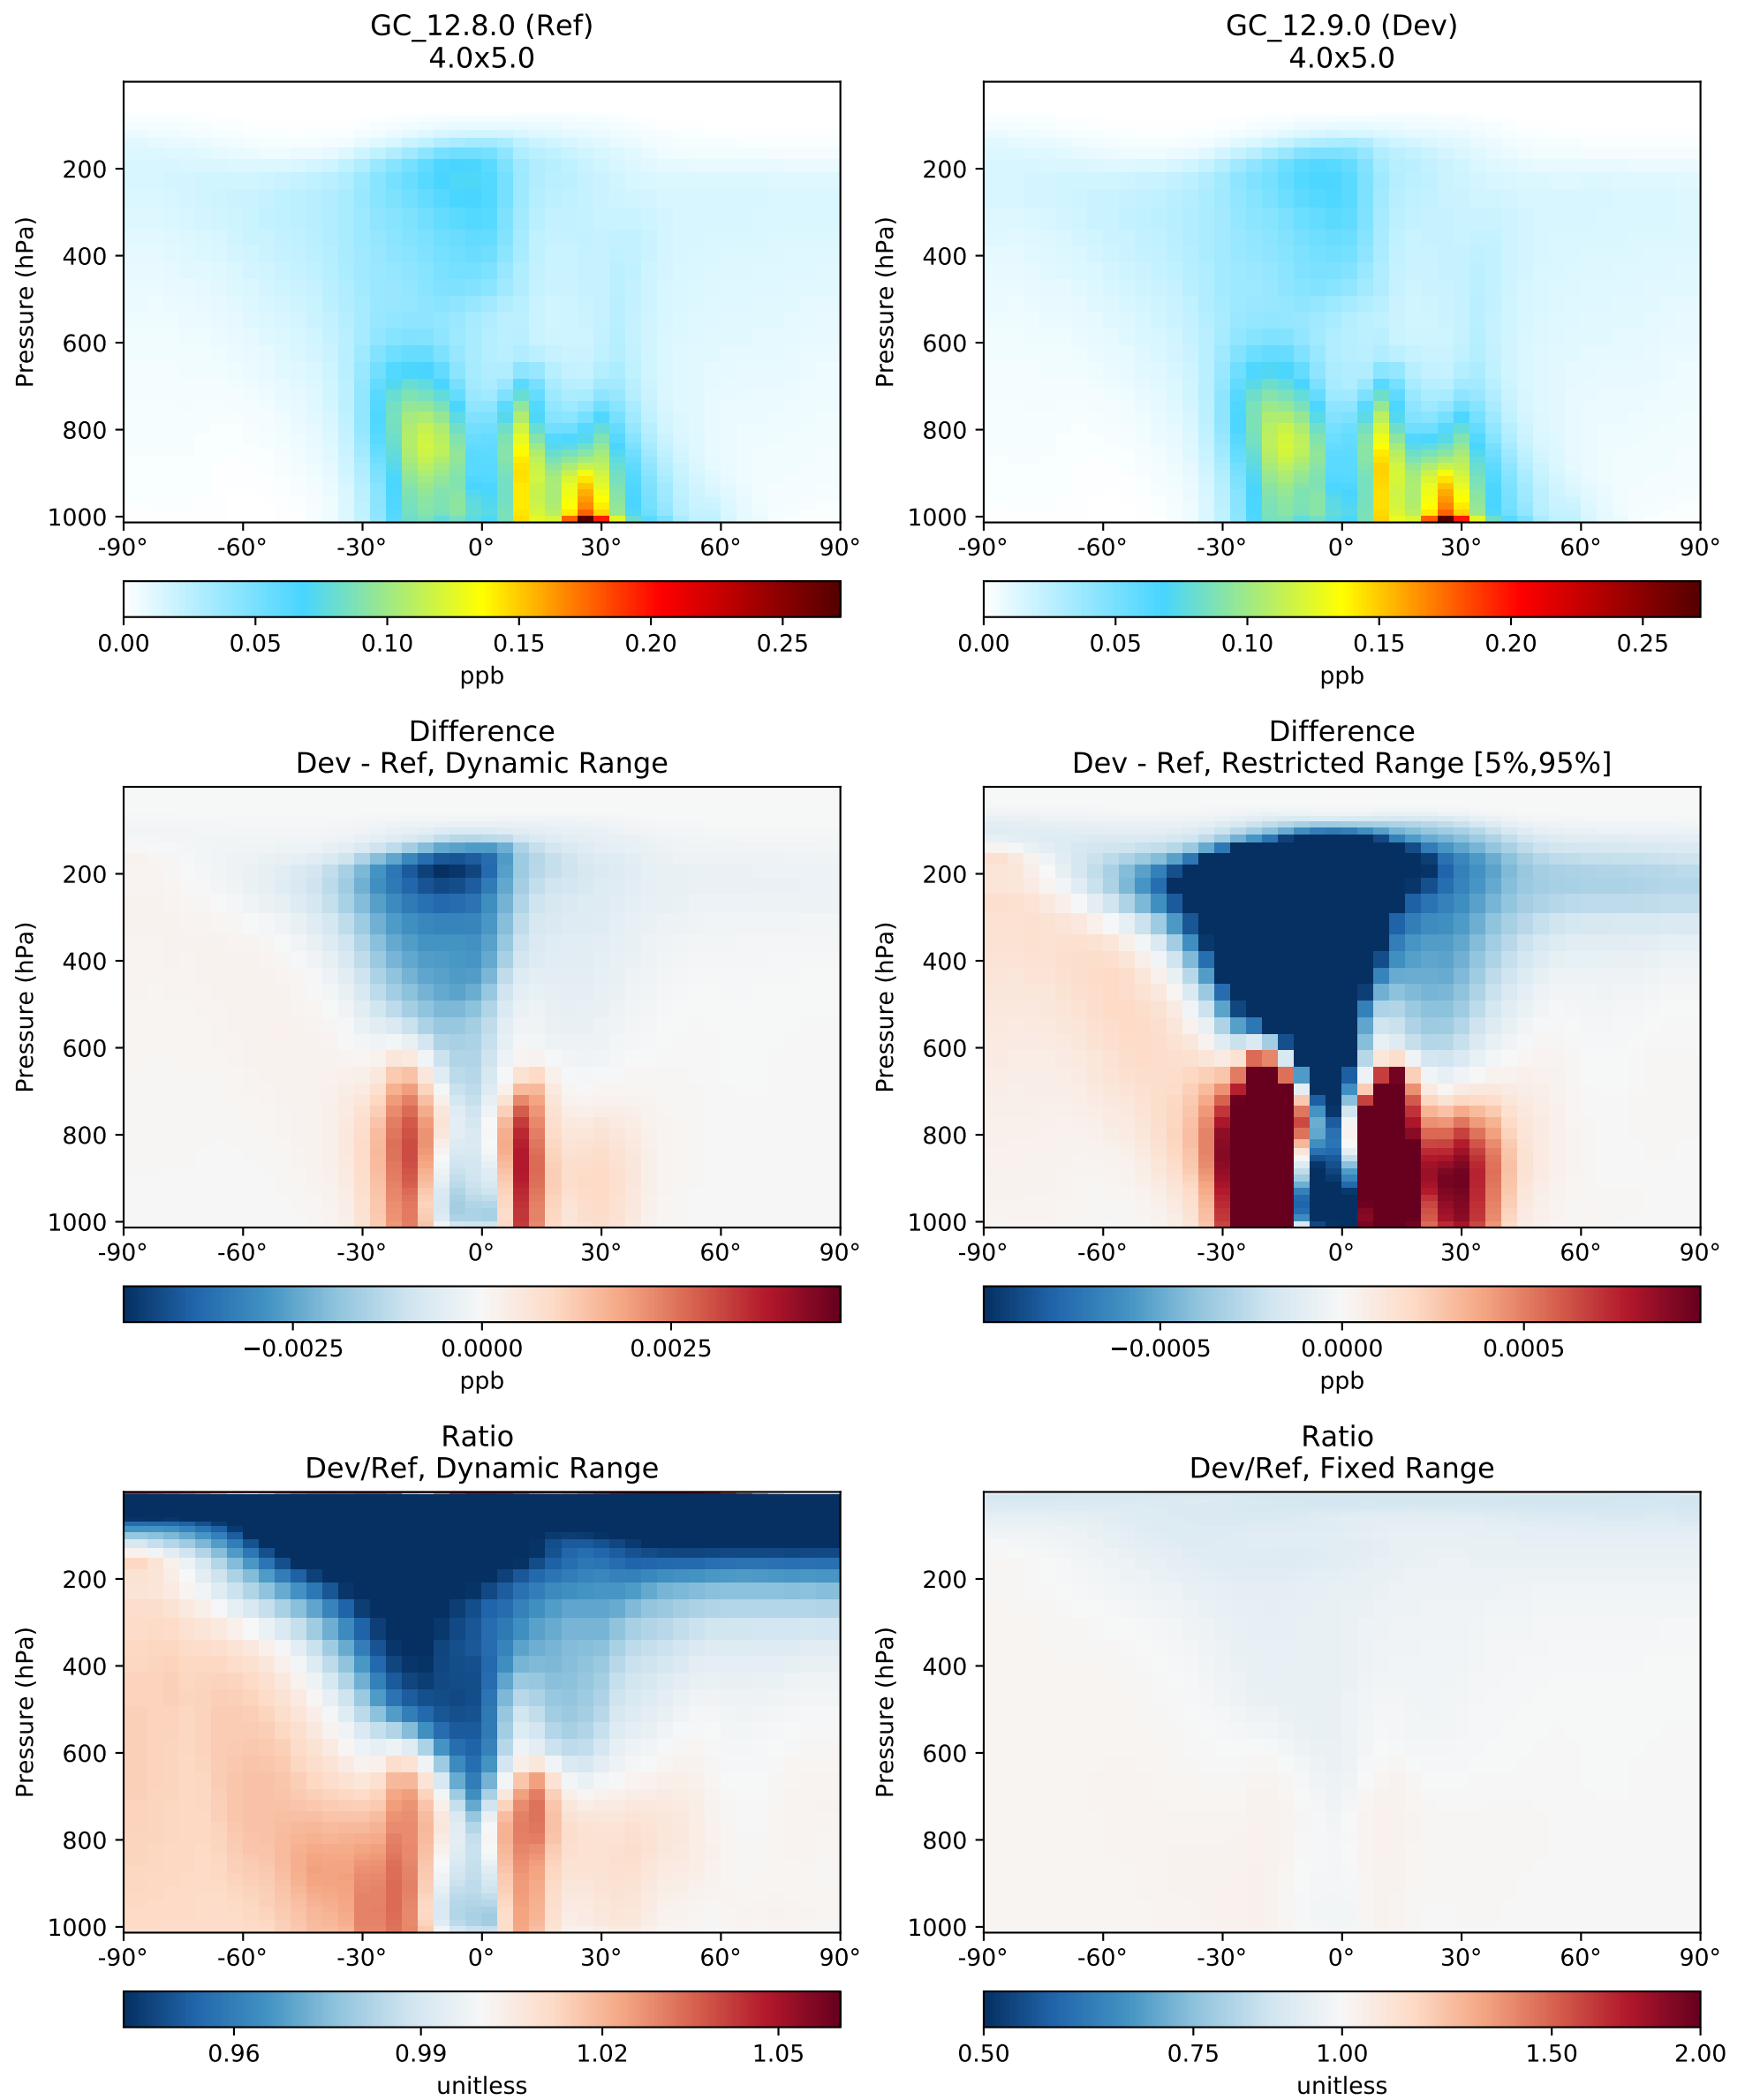 GC_12.8.0 (Ref)
4.0x5.0
Pressure (hPa)
200
400
600
800
1000
-90° -60° -30° 0° 30° 60° 90°
0.00 0.05 0.10 0.15 0.20 0.25
ppb
GC_12.9.0 (Dev)
4.0x5.0
Pressure (hPa)
200
400
600
800
1000
-90° -60° -30° 0° 30° 60° 90°
0.00 0.05 0.10 0.15 0.20 0.25
ppb
Difference
Dev - Ref, Dynamic Range
Pressure (hPa)
200
400
600
800
1000
-90° -60° -30° 0° 30° 60° 90°
−0.0025 0.0000 0.0025
ppb
Difference
Dev - Ref, Restricted Range [5%,95%]
Pressure (hPa)
200
400
600
800
1000
-90° -60° -30° 0° 30° 60° 90°
−0.0005 0.0000 0.0005
ppb
Ratio
Dev/Ref, Dynamic Range
Pressure (hPa)
200
400
600
800
1000
-90° -60° -30° 0° 30° 60° 90°
0.96 0.99 1.02 1.05
unitless
Ratio
Dev/Ref, Fixed Range
Pressure (hPa)
200
400
600
800
1000
-90° -60° -30° 0° 30° 60° 90°
0.50 0.75 1.00 1.50 2.00
unitless